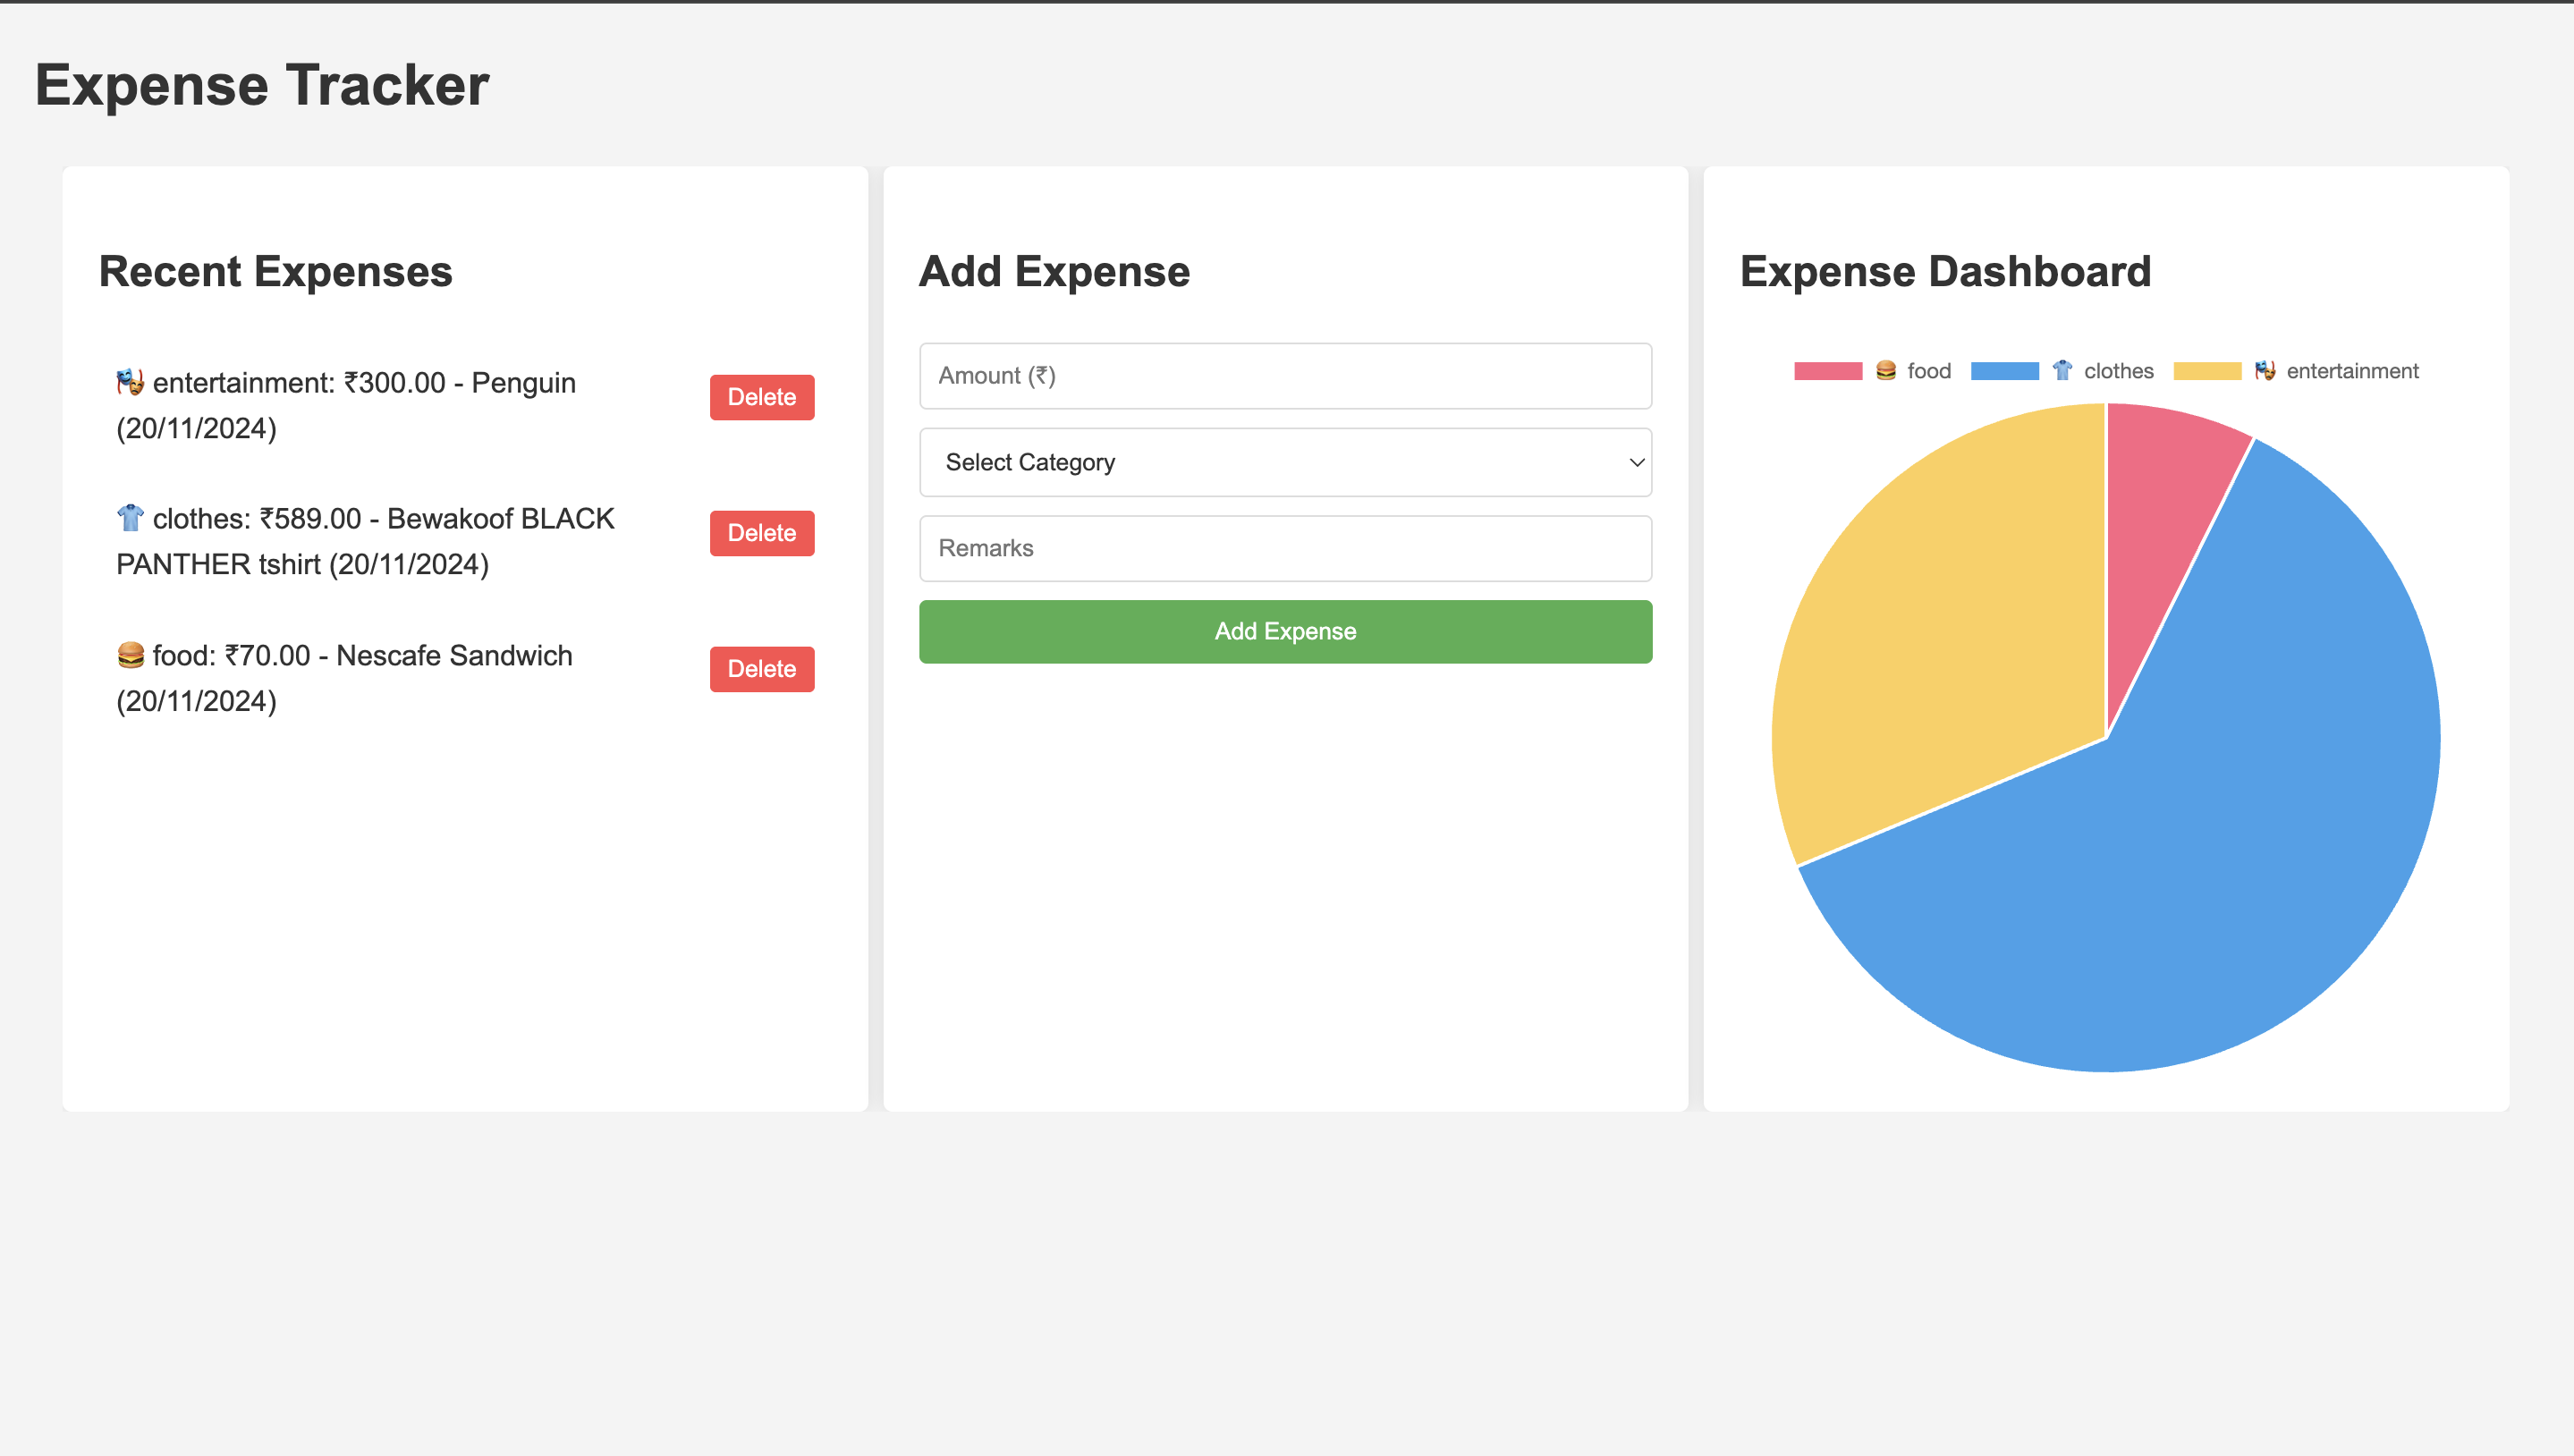 Expense Tracker
Recent Expenses
🎭 entertainment: ₹300.00 - Penguin
(20/11/2024)
Delete
👕 clothes: ₹589.00 - Bewakoof BLACK
PANTHER tshirt (20/11/2024)
Delete
🍔 food: ₹70.00 - Nescafe Sandwich
(20/11/2024)
Delete
Add Expense
Amount (₹)
Select Category
Remarks
Add Expense
Expense Dashboard
🍔 food 👕 clothes 🎭 entertainment